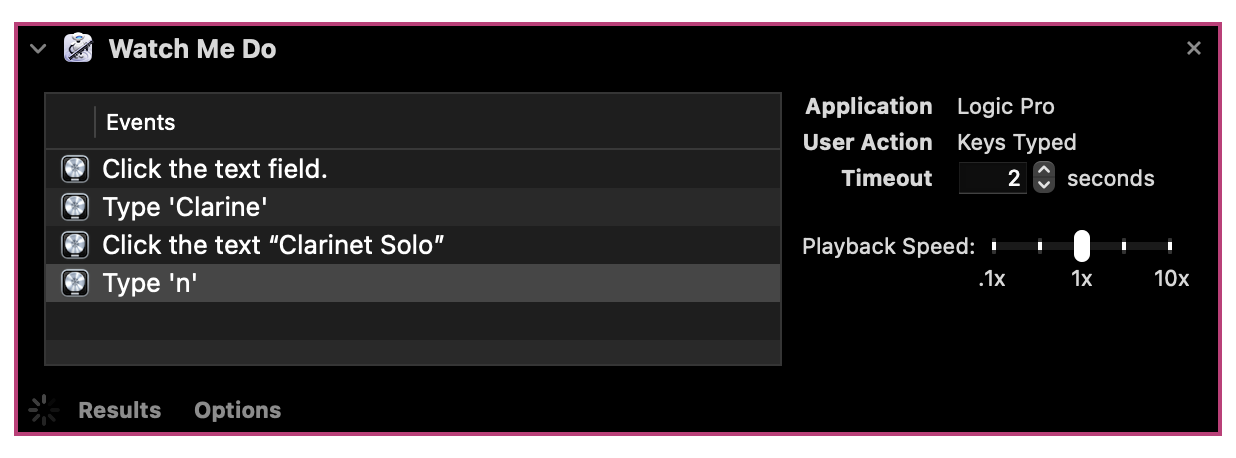 Watch Me Do
Events
Click the text field.
Type 'Clarine'
Click the text “Clarinet Solo”
Type 'n'
Application Logic Pro
User Action Keys Typed
Timeout 2 seconds
Playback Speed:
.1x 1x 10x
Results Options